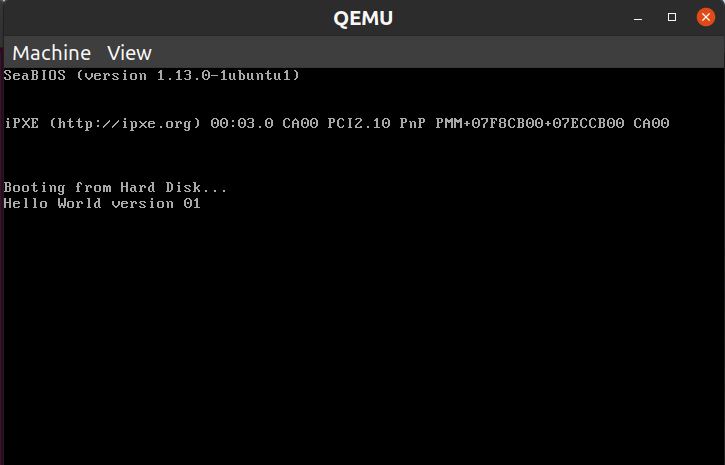 QEMU
Machine View
SeaBIOS (version 1.13.0-1ubuntu1)
iPXE (http://ipxe.org) 00:03.0 CA00 PCI2.10 PnP PMM+07F8CB00+07ECCB00 CA00
Booting from Hard Disk...
Hello World version 01